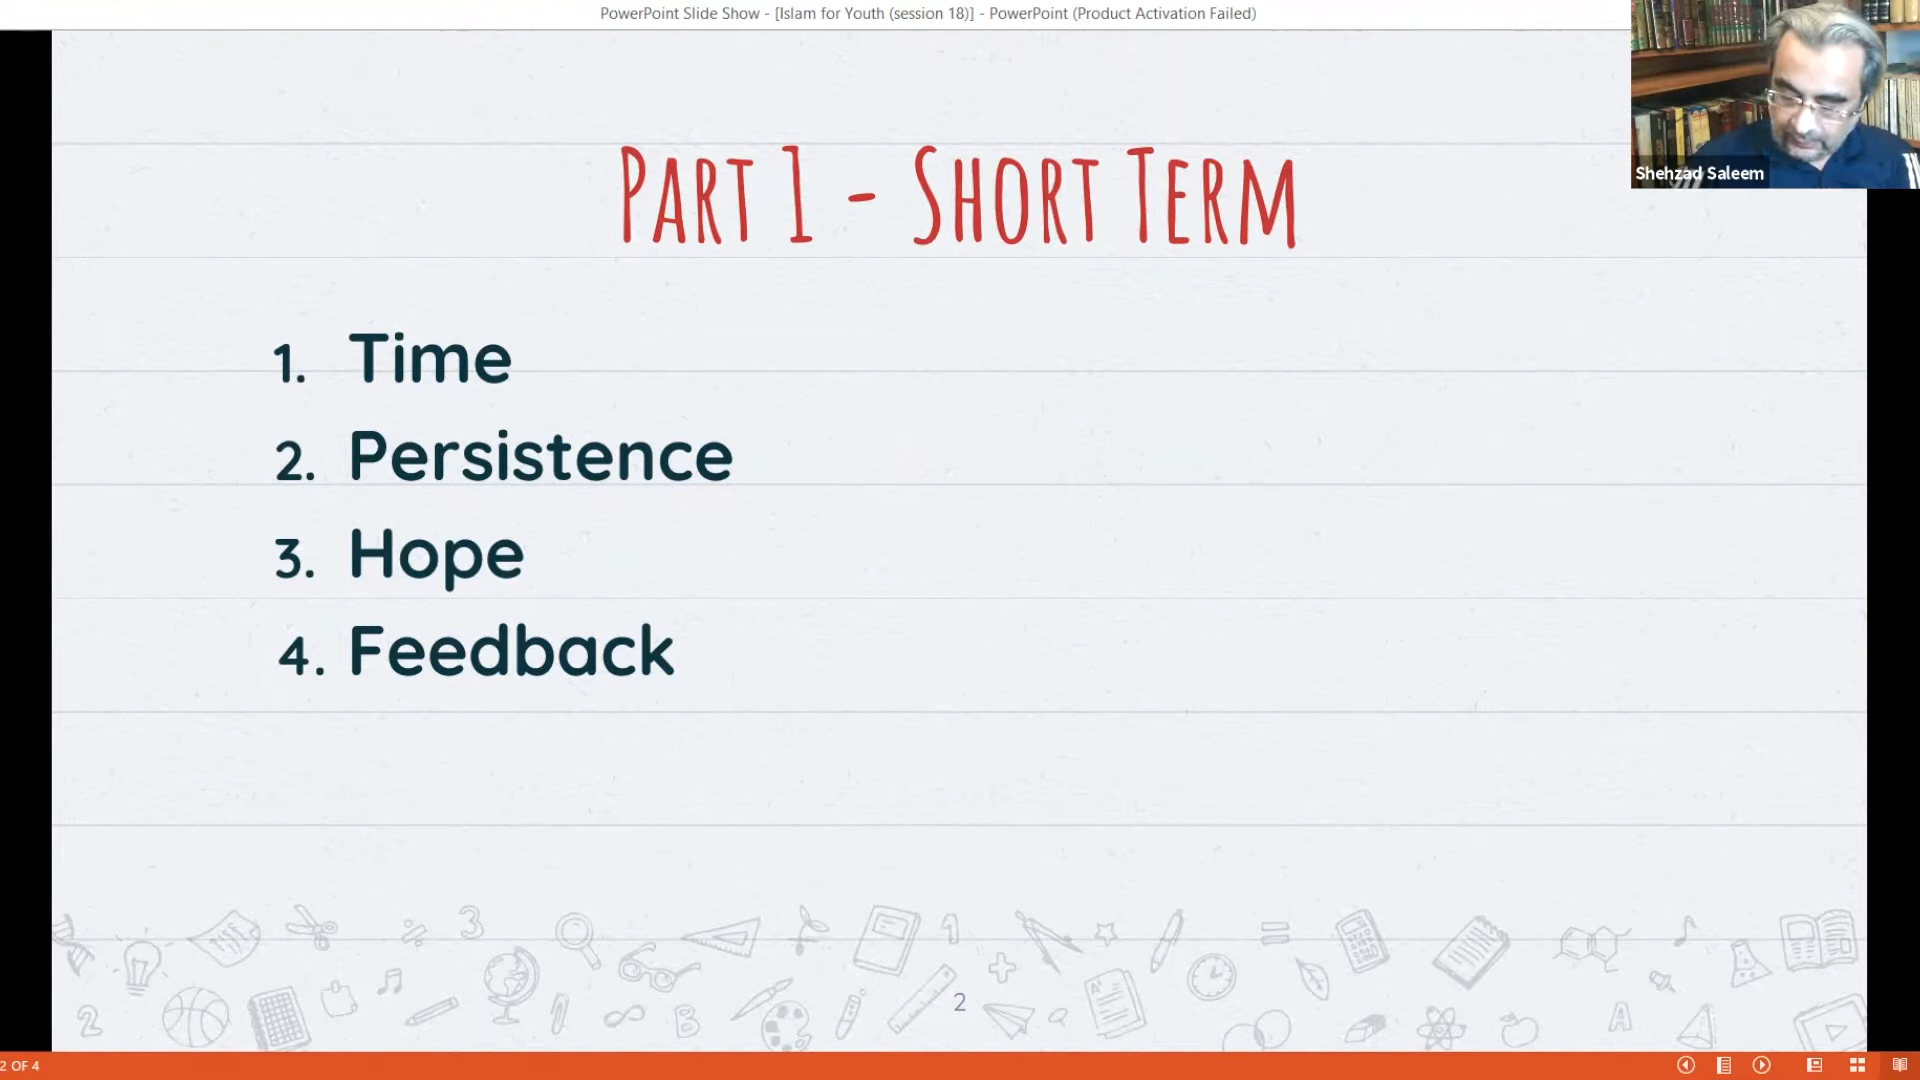 PowerPoint Slide Show - [Islam for Youth (session 18)] - PowerPoint (Product Activation Failed)
Shehzad Saleem
Part 1 - Short Term
1. Time
2. Persistence
3. Hope
4. Feedback
2
2 OF 4